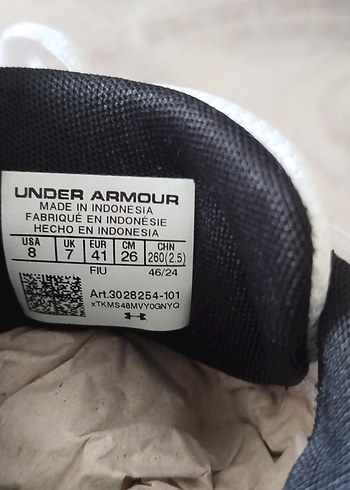 UNDER ARMOUR
MADE IN INDONESIA
FABRIQUÉ EN INDONÉSIE
HECHO EN INDONESIA
USA UK EUR CM CHN
8 7 41 26 260(2.5)
FIU 46/24
Art.3028254-101
xTKMS48MVY0GNYQ